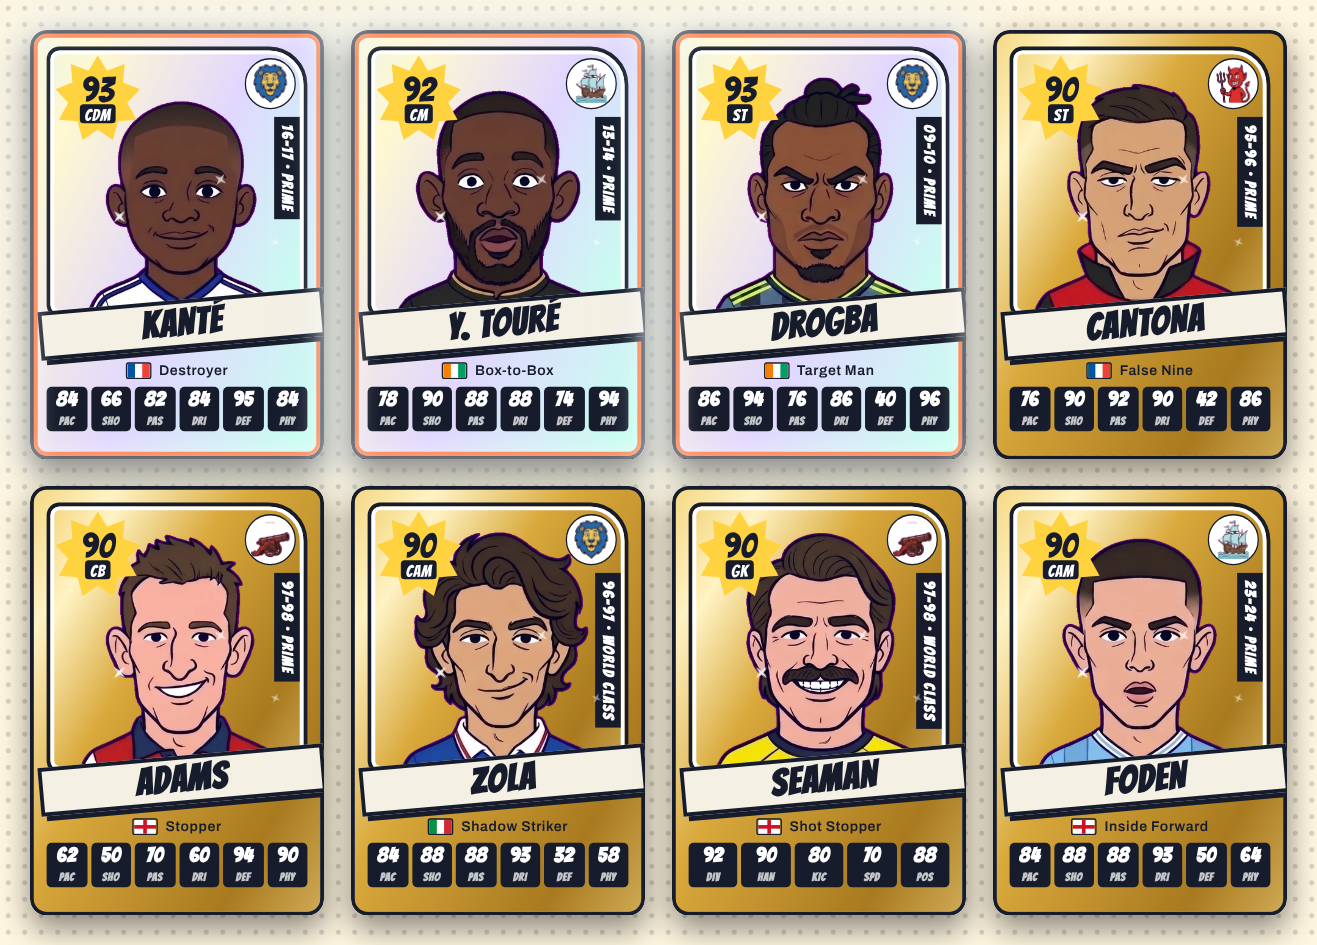 93
CDM
16-17 • PRIME
KANTÉ
Destroyer
84 66 82 84 95 84
PAC SHO PAS DRI DEF PHY
92
CM
13-14 • PRIME
Y. TOURÉ
Box-to-Box
78 90 88 88 74 94
PAC SHO PAS DRI DEF PHY
93
ST
09-10 • PRIME
DROGBA
Target Man
86 94 76 86 40 96
PAC SHO PAS DRI DEF PHY
90
ST
95-96 • PRIME
CANTONA
False Nine
76 90 92 90 42 86
PAC SHO PAS DRI DEF PHY
90
CB
97-98 • PRIME
ADAMS
Stopper
62 50 70 60 94 90
PAC SHO PAS DRI DEF PHY
90
CAM
96-97 • WORLD CLASS
ZOLA
Shadow Striker
84 88 88 93 32 58
PAC SHO PAS DRI DEF PHY
90
GK
97-98 • WORLD CLASS
SEAMAN
Shot Stopper
92 90 80 70 88
DIV HAN KIC SPD POS
90
CAM
23-24 • PRIME
FODEN
Inside Forward
84 88 88 93 50 64
PAC SHO PAS DRI DEF PHY